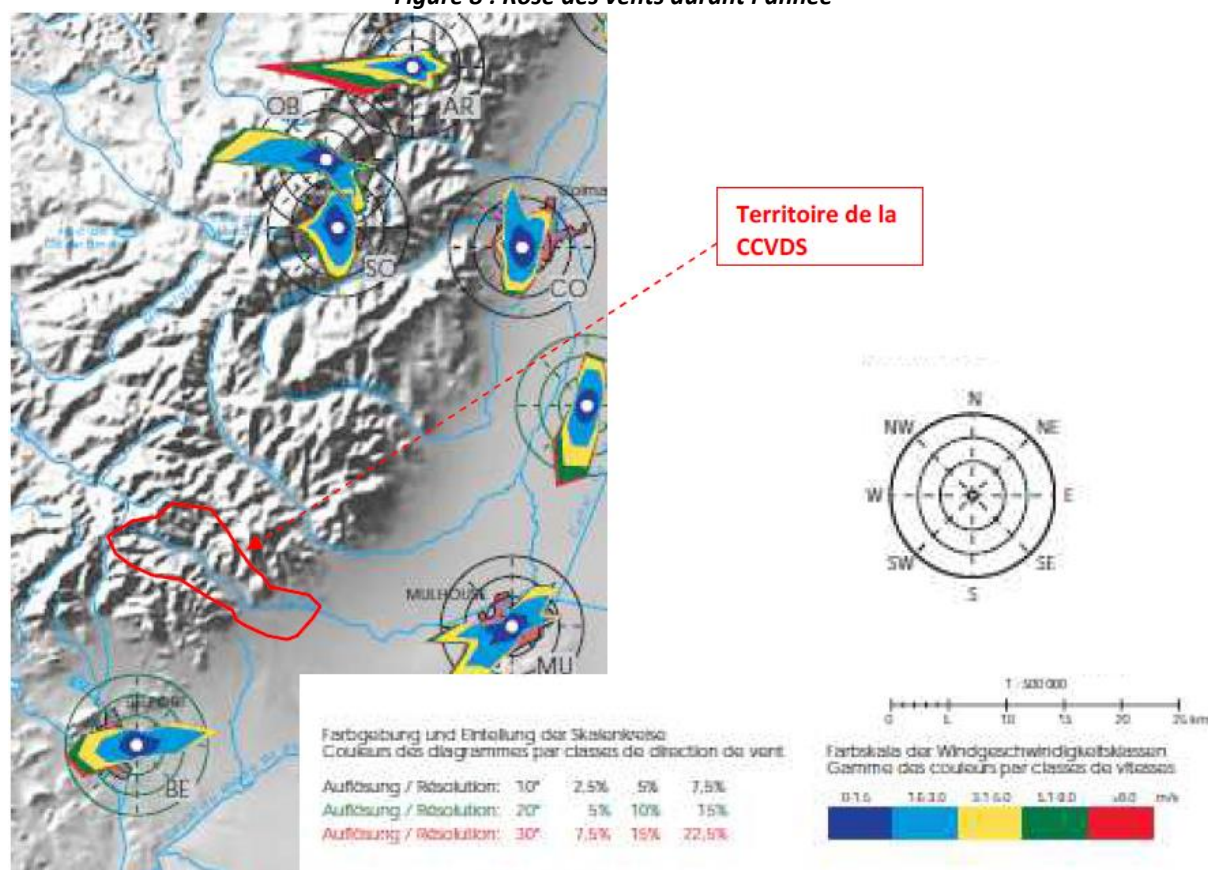 Figure 8 : Rose des vents durant l'année
OB
AR
SO
CO
Territoire de la
CCVDS
N
NW
NE
W
E
SW
SE
S
MULHOUSE
MU
BE
1 : 500 000
0 5 10 15 20 25 km
Farbgebung und Einteilung der Skalenkreise
Couleurs des diagrammes par classes de direction de vent
Auflösung / Résolution: 10° 2,5% 5% 7,5%
Auflösung / Résolution: 20° 5% 10% 15%
Auflösung / Résolution: 30° 7,5% 15% 22,5%
Farbskala der Windgeschwindigkeitsklassen
Gamme des couleurs par classes de vitesses
m/s